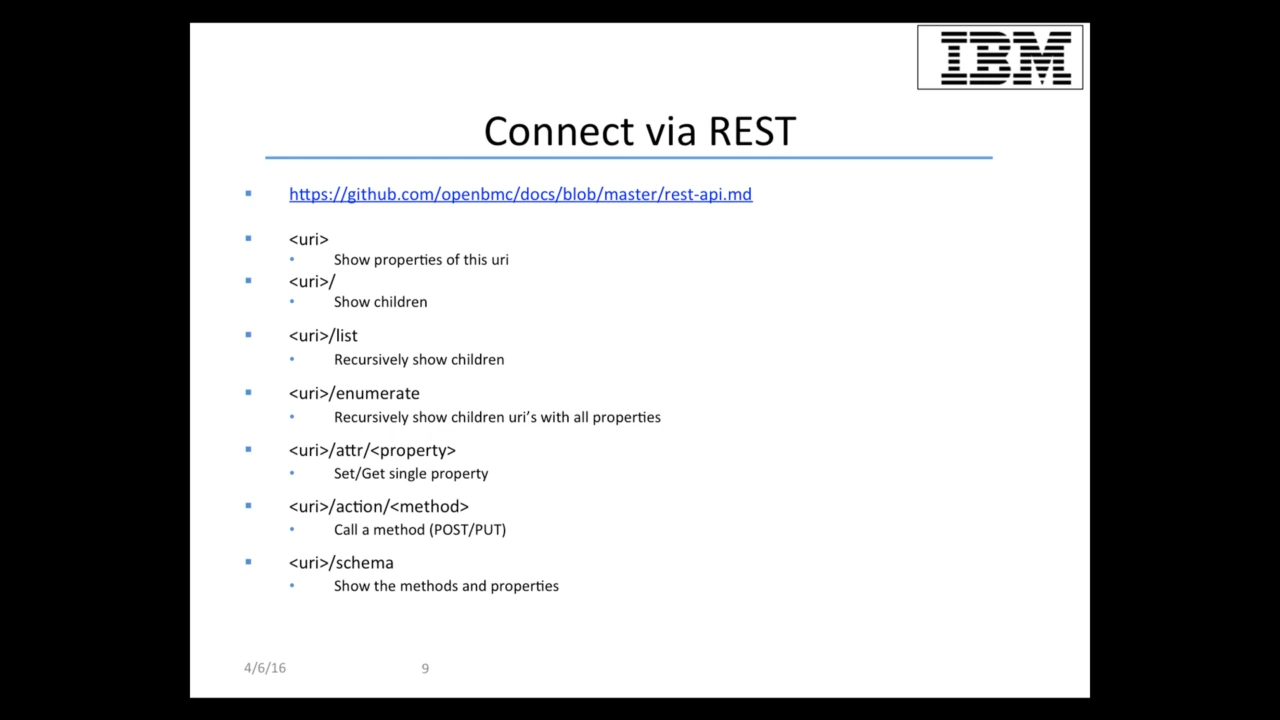 IBM
Connect via REST
https://github.com/openbmc/docs/blob/master/rest-api.md
<uri>
Show properties of this uri
<uri>/
Show children
<uri>/list
Recursively show children
<uri>/enumerate
Recursively show children uri's with all properties
<uri>/attr/<property>
Set/Get single property
<uri>/action/<method>
Call a method (POST/PUT)
<uri>/schema
Show the methods and properties
4/6/16 9